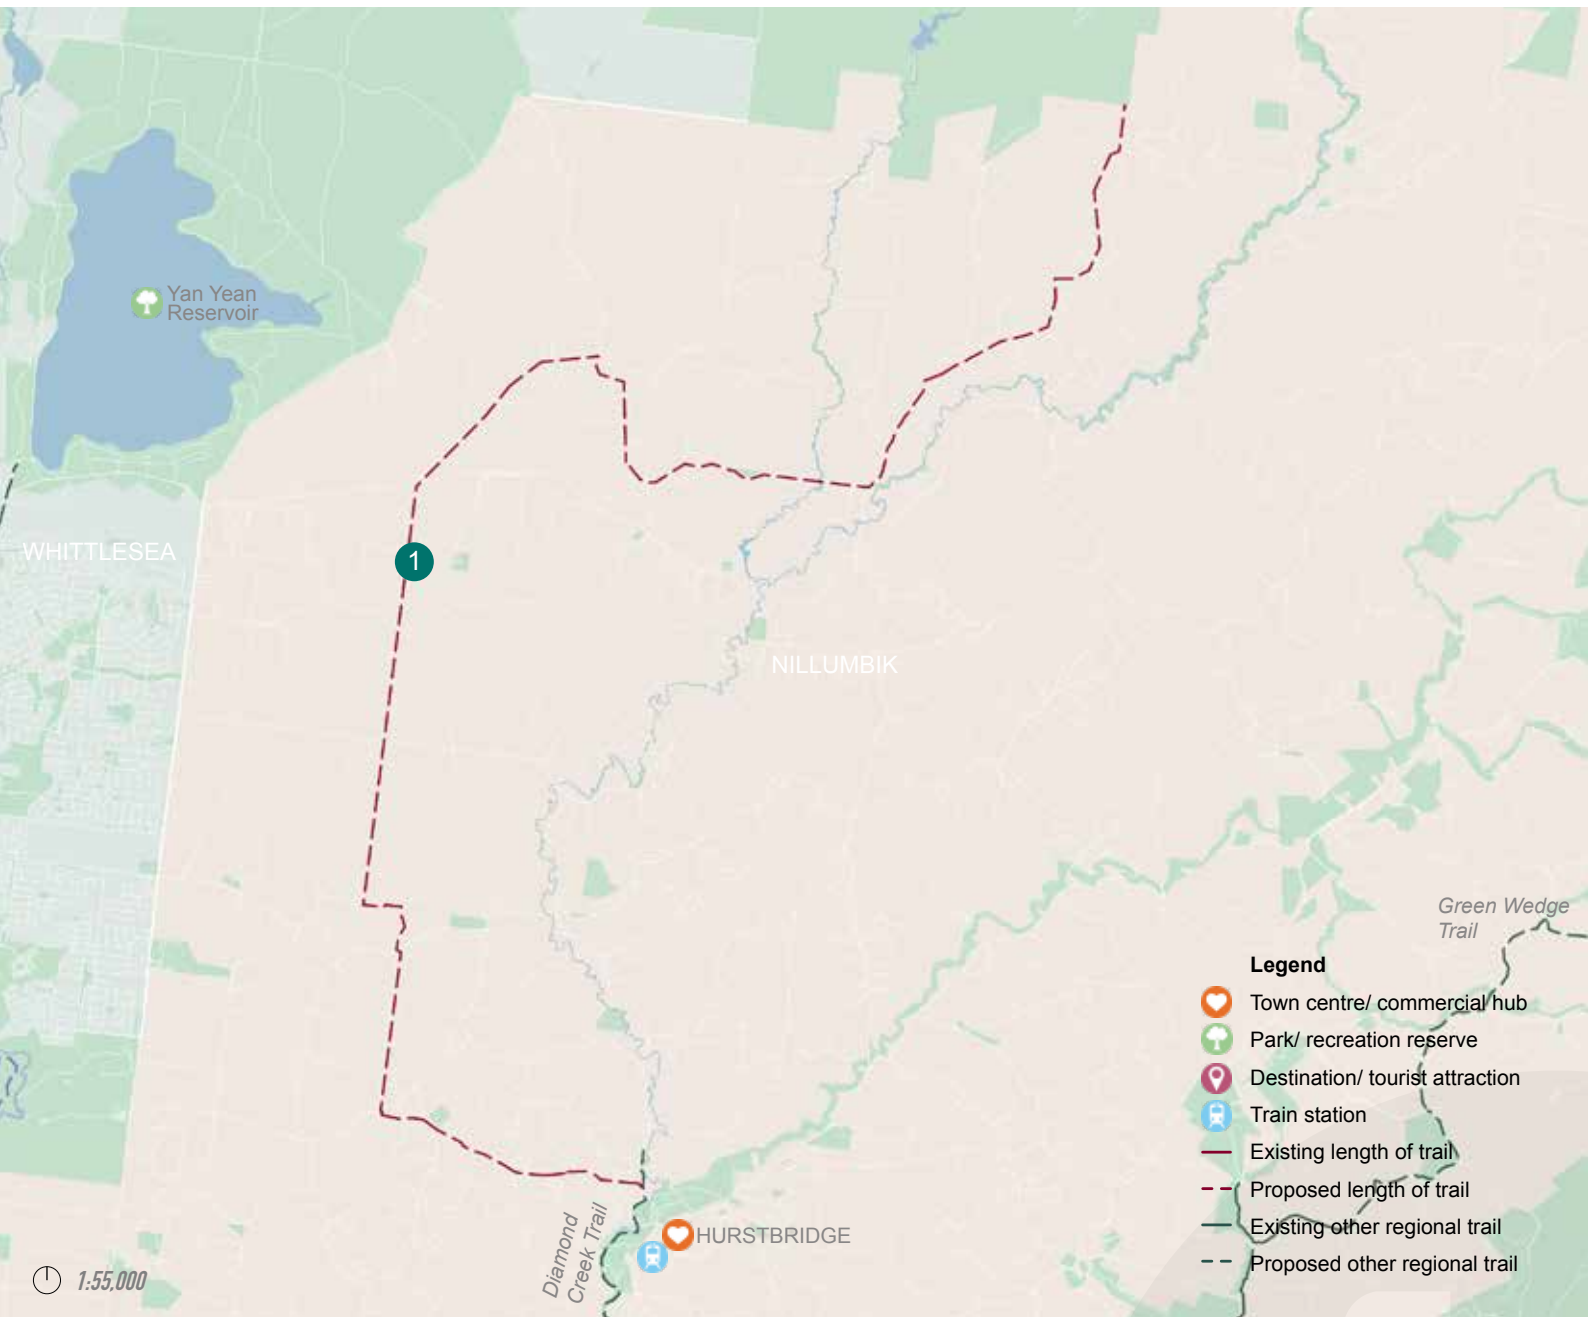 Yan Yean
Reservoir
WHITTLESEA
1
NILLUMBIK
Green Wedge
Trail
Legend
Town centre/ commercial hub
Park/ recreation reserve
Destination/ tourist attraction
Train station
Existing length of trail
Proposed length of trail
Existing other regional trail
Proposed other regional trail
Diamond
Creek Trail
HURSTBRIDGE
1:55,000